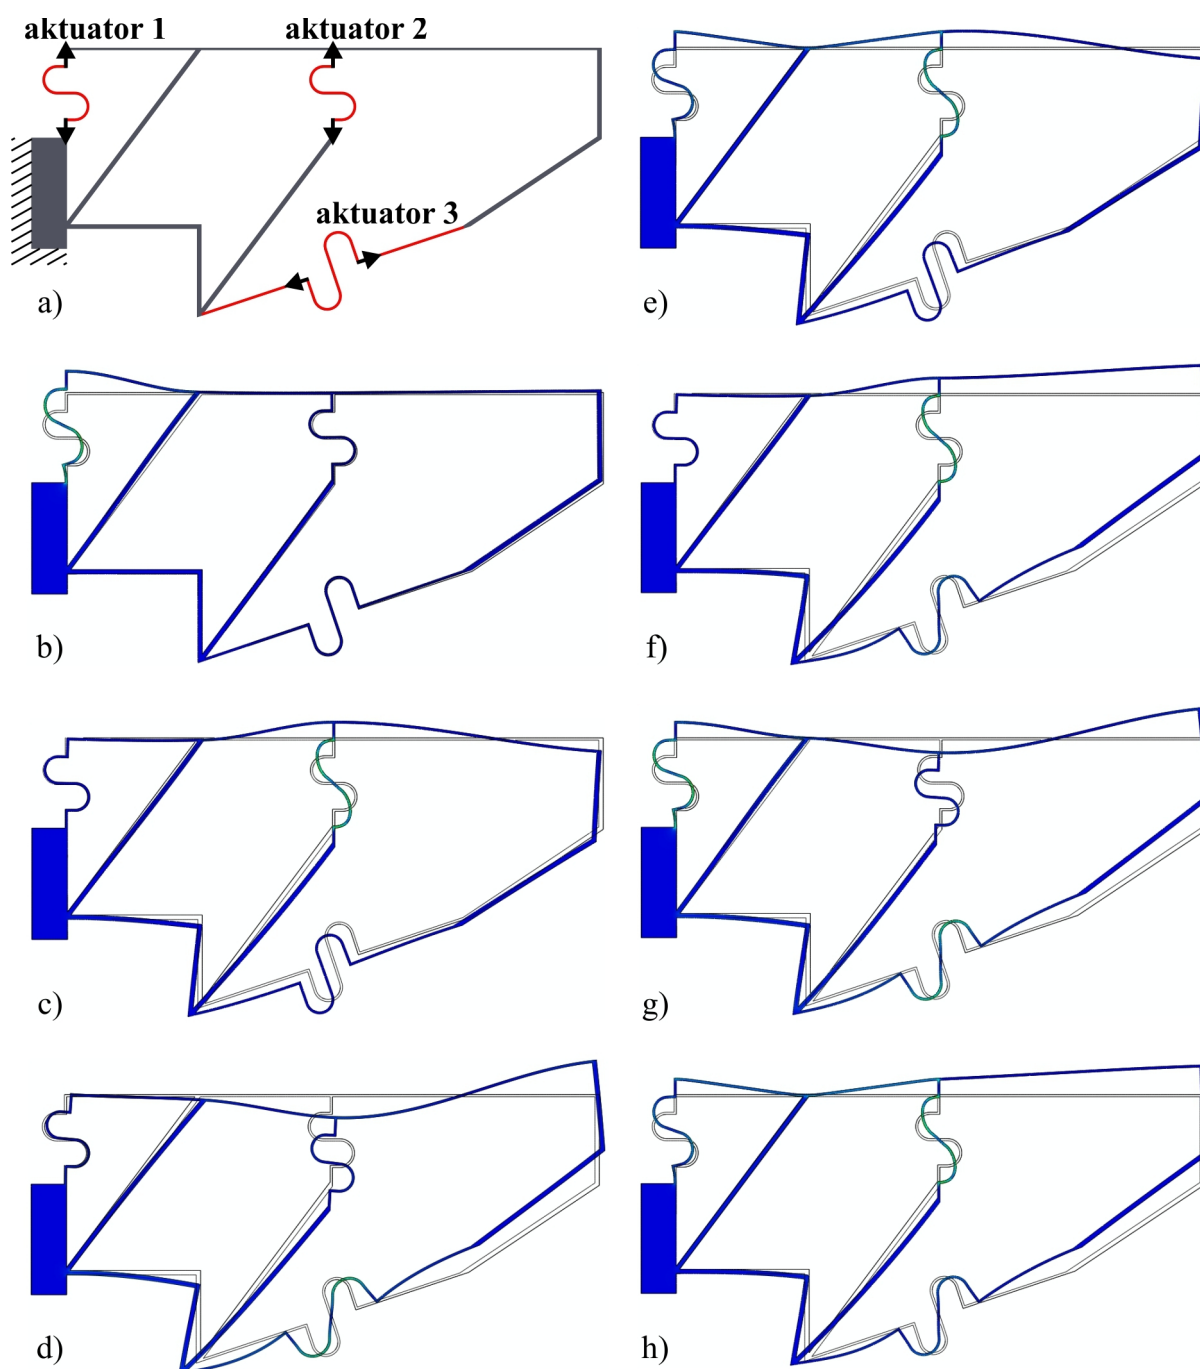 aktuator 1
aktuator 2
aktuator 3
a)
e)
b)
f)
c)
g)
d)
h)